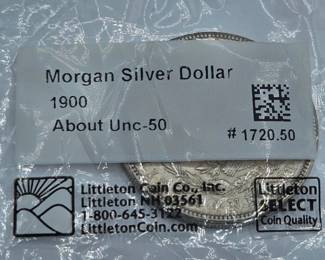 Morgan Silver Dollar
1900
About Unc-50
# 1720.50
Littleton Coin Co., Inc.
Littleton NH 03561
1-800-645-3122
LittletonCoin.com
Littleton
SELECT
Coin Quality